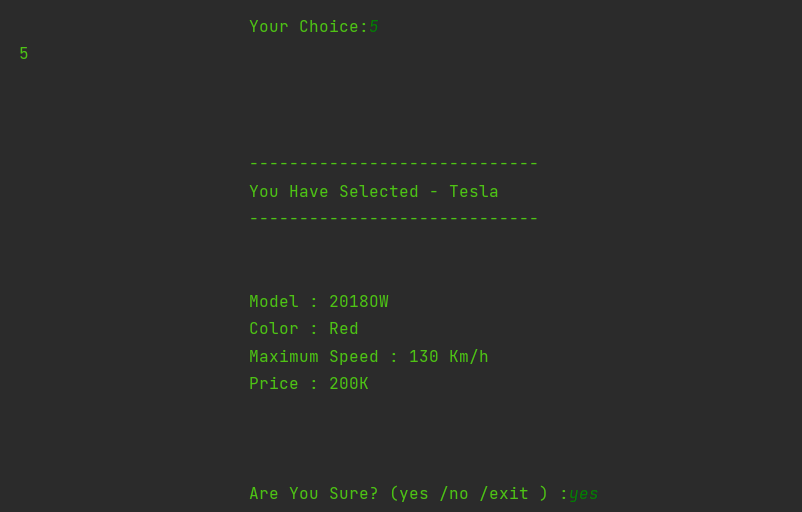 Your Choice:5
5
-----------------------------
You Have Selected - Tesla
-----------------------------
Model : 2018OW
Color : Red
Maximum Speed : 130 Km/h
Price : 200K
Are You Sure? (yes /no /exit ) :yes